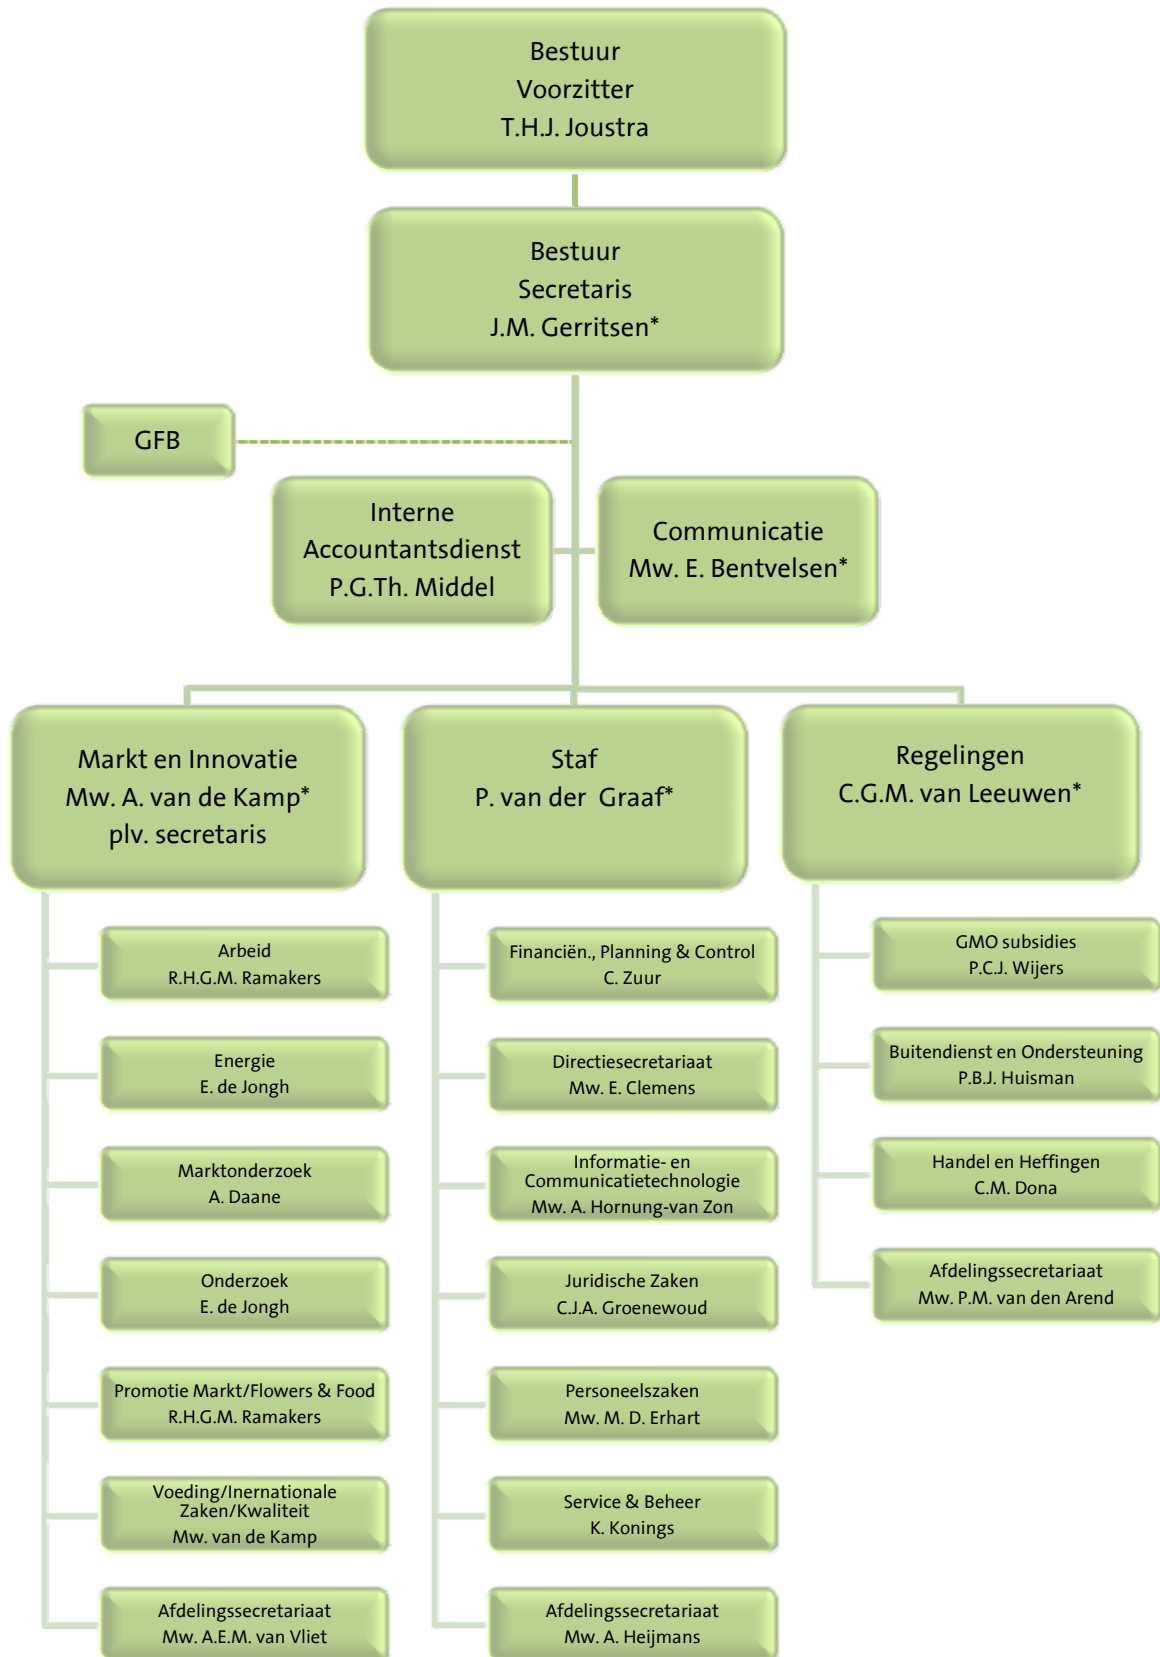 Bestuur
Voorzitter
T.H.J. Joustra
Bestuur
Secretaris
J.M. Gerritsen*
GFB
Interne
Accountantsdienst
P.G.Th. Middel
Communicatie
Mw. E. Bentvelsen*
Markt en Innovatie
Mw. A. van de Kamp*
plv. secretaris
Staf
P. van der Graaf*
Regelingen
C.G.M. van Leeuwen*
Arbeid
R.H.G.M. Ramakers
Energie
E. de Jongh
Marktonderzoek
A. Daane
Onderzoek
E. de Jongh
Promotie Markt/Flowers & Food
R.H.G.M. Ramakers
Voeding/Inernationale
Zaken/Kwaliteit
Mw. van de Kamp
Afdelingssecretariaat
Mw. A.E.M. van Vliet
Financiën., Planning & Control
C. Zuur
Directiesecretariaat
Mw. E. Clemens
Informatie- en
Communicatietechnologie
Mw. A. Hornung-van Zon
Juridische Zaken
C.J.A. Groenewoud
Personeelszaken
Mw. M. D. Erhart
Service & Beheer
K. Konings
Afdelingssecretariaat
Mw. A. Heijmans
GMO subsidies
P.C.J. Wijers
Buitendienst en Ondersteuning
P.B.J. Huisman
Handel en Heffingen
C.M. Dona
Afdelingssecretariaat
Mw. P.M. van den Arend